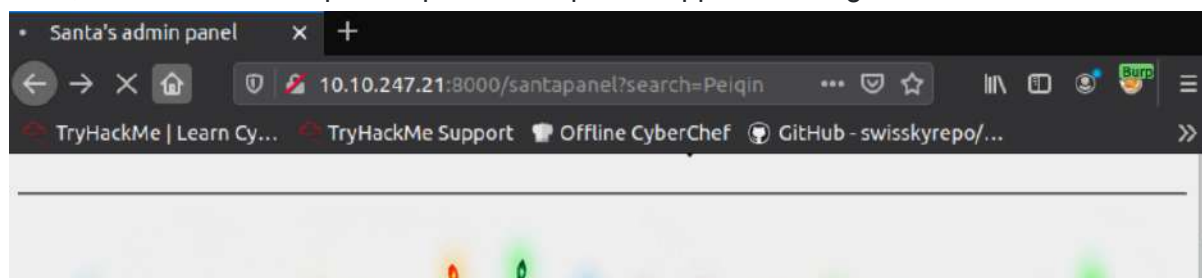 Santa's admin panel
10.10.247.21:8000/santapanel?search=Peiqin
Burp
TryHackMe | Learn Cy... TryHackMe Support Offline CyberChef GitHub - swisskyrepo/...